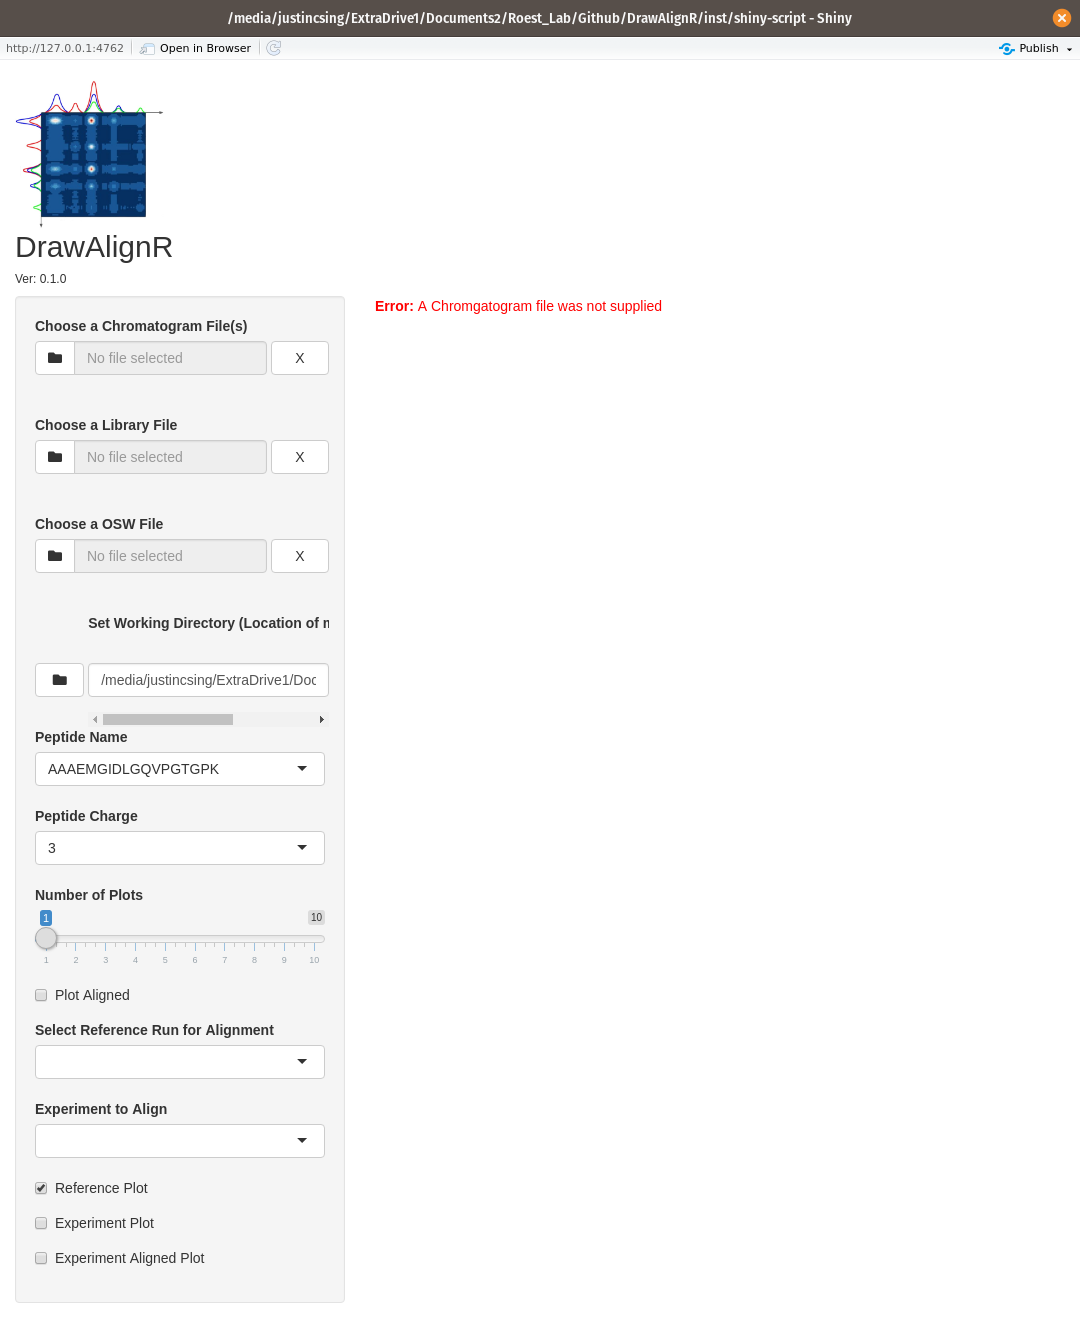 /media/justincsing/ExtraDrive1/Documents2/Roest_Lab/Github/DrawAlignR/inst/shiny-script - Shiny
http://127.0.0.1:4762 Open in Browser Publish
DrawAlignR
Ver: 0.1.0
Error: A Chromgatogram file was not supplied
Choose a Chromatogram File(s)
No file selected X
Choose a Library File
No file selected X
Choose a OSW File
No file selected X
Set Working Directory (Location of
/media/justincsing/ExtraDrive1/Doc
Peptide Name
AAAEMGIDLGQVPGTGPK
Peptide Charge
3
Number of Plots
1 10
1 2 3 4 5 6 7 8 9 10
Plot Aligned
Select Reference Run for Alignment
Experiment to Align
Reference Plot
Experiment Plot
Experiment Aligned Plot